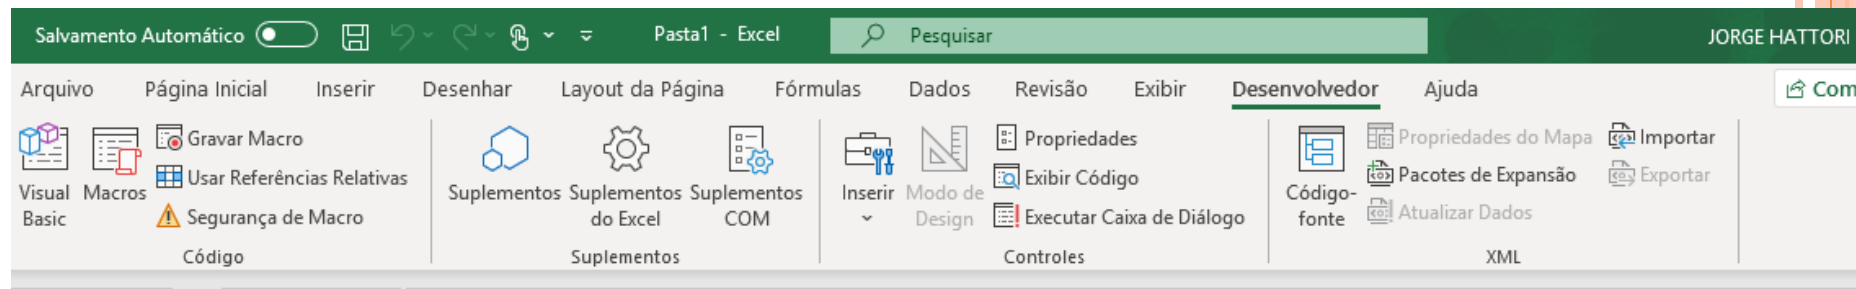 Salvamento Automático
Pasta1 - Excel
Pesquisar
JORGE HATTORI
Arquivo Página Inicial Inserir Desenhar Layout da Página Fórmulas Dados Revisão Exibir Desenvolvedor Ajuda
Visual
Basic
Macros
Gravar Macro
Usar Referências Relativas
Segurança de Macro
Código
Suplementos
Suplementos
do Excel
Suplementos
COM
Suplementos
Inserir
Modo de
Design
Propriedades
Exibir Código
Executar Caixa de Diálogo
Controles
Código-
fonte
Propriedades do Mapa
Pacotes de Expansão
Atualizar Dados
Importar
Exportar
XML